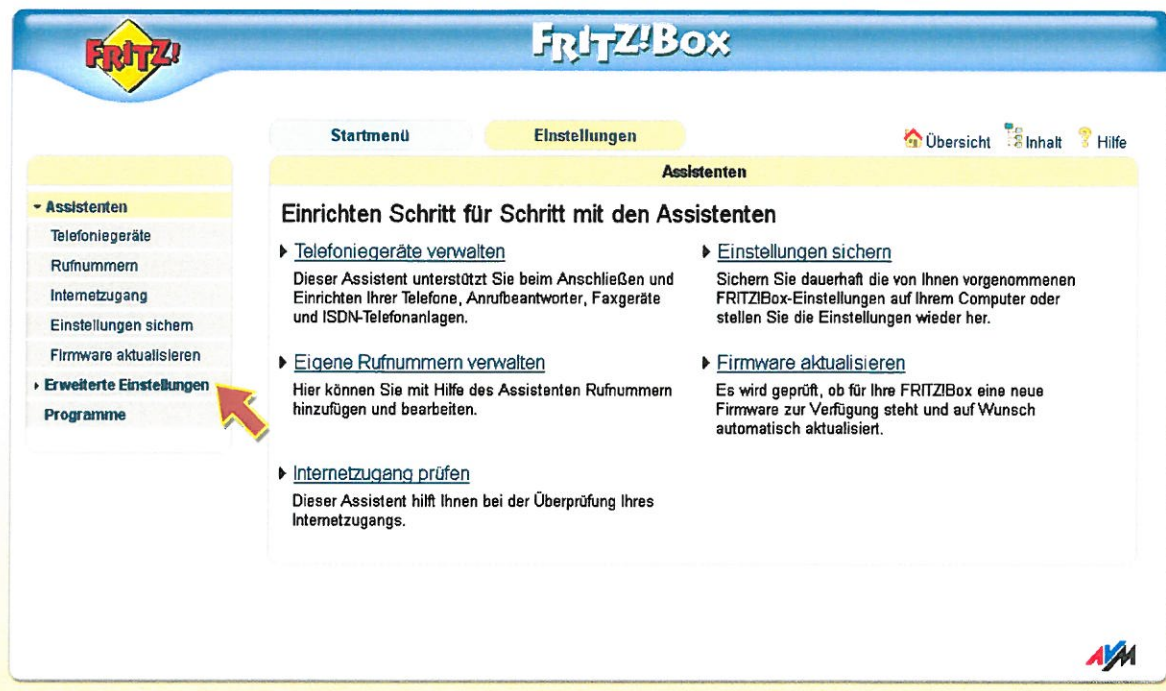 FRITZ!
FRITZ!Box
Startmenü
Einstellungen
Übersicht
Inhalt
Hilfe
Assistenten
Assistenten
Telefoniegeräte
Rufnummern
Internetzugang
Einstellungen sichern
Firmware aktualisieren
Erweiterte Einstellungen
Programme
Einrichten Schritt für Schritt mit den Assistenten
Telefoniegeräte verwalten
Dieser Assistent unterstützt Sie beim Anschließen und
Einrichten Ihrer Telefone, Anrufbeantworter, Faxgeräte
und ISDN-Telefonanlagen.
Eigene Rufnummern verwalten
Hier können Sie mit Hilfe des Assistenten Rufnummern
hinzufügen und bearbeiten.
Internetzugang prüfen
Dieser Assistent hilft Ihnen bei der Überprüfung Ihres
Internetzugangs.
Einstellungen sichern
Sichern Sie dauerhaft die von Ihnen vorgenommenen
FRITZ!Box-Einstellungen auf Ihrem Computer oder
stellen Sie die Einstellungen wieder her.
Firmware aktualisieren
Es wird geprüft, ob für Ihre FRITZ!Box eine neue
Firmware zur Verfügung steht und auf Wunsch
automatisch aktualisiert.
AVM